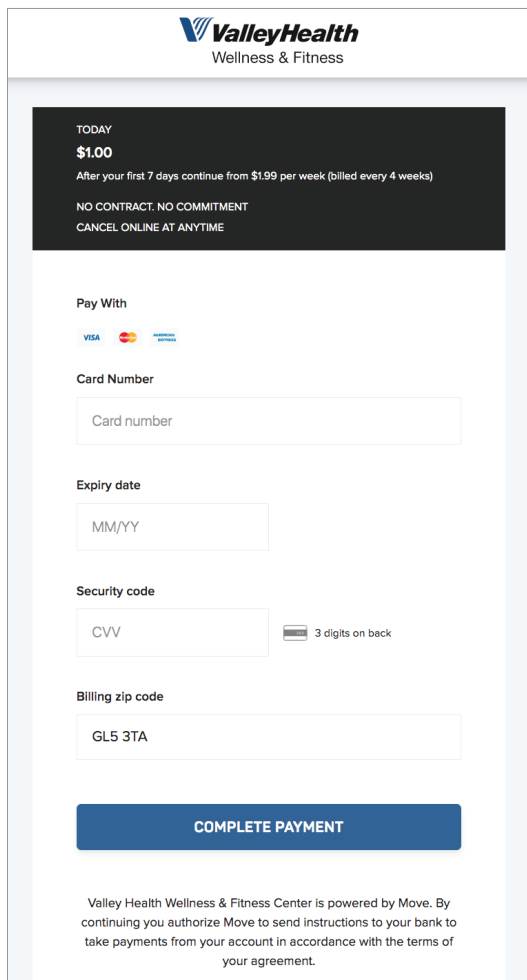 ValleyHealth
Wellness & Fitness
TODAY
$1.00
After your first 7 days continue from $1.99 per week (billed every 4 weeks)
NO CONTRACT. NO COMMITMENT
CANCEL ONLINE AT ANYTIME
Pay With
VISA MasterCard AMERICAN EXPRESS
Card Number
Card number
Expiry date
MM/YY
Security code
CVV 3 digits on back
Billing zip code
GL5 3TA
COMPLETE PAYMENT
Valley Health Wellness & Fitness Center is powered by Move. By
continuing you authorize Move to send instructions to your bank to
take payments from your account in accordance with the terms of
your agreement.